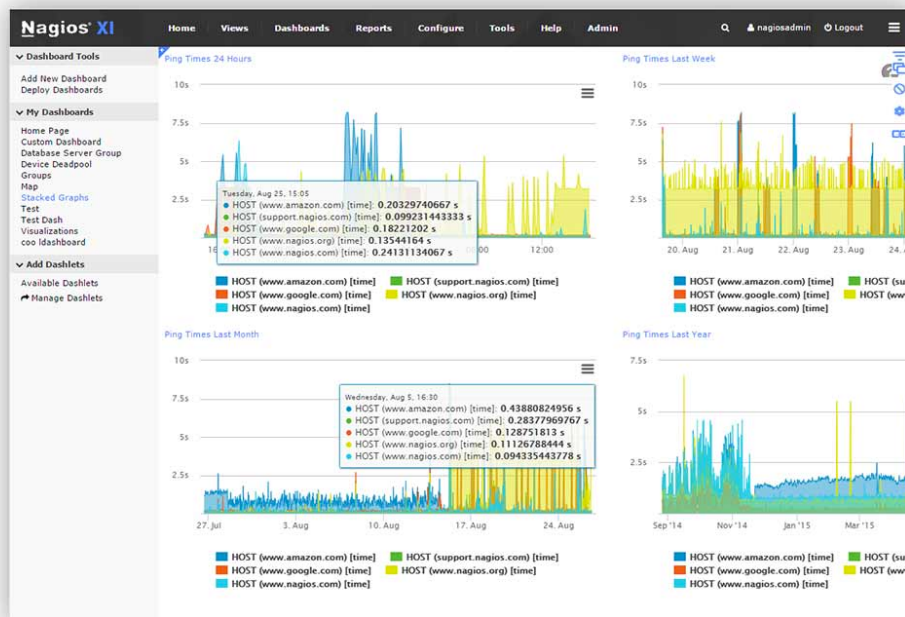 Nagios XI Home Views Dashboards Reports Configure Tools Help Admin nagiosadmin Logout
Dashboard Tools
Add New Dashboard
Deploy Dashboards
My Dashboards
Home Page
Custom Dashboard
Database Server Group
Device Deadpool
Groups
Map
Stacked Graphs
Test
Test Dash
Visualizations
coo ldashboard
Add Dashlets
Available Dashlets
Manage Dashlets
Ping Times 24 Hours
10s
7.5s
5s
2.5s
Tuesday, Aug 25, 15:05
HOST (www.amazon.com) [time]: 0.20329740667 s
HOST (support.nagios.com) [time]: 0.099231443333 s
HOST (www.google.com) [time]: 0.18221202 s
HOST (www.nagios.org) [time]: 0.13544164 s
HOST (www.nagios.com) [time]: 0.24131134067 s
12:00
HOST (www.amazon.com) [time] HOST (support.nagios.com) [time]
HOST (www.google.com) [time] HOST (www.nagios.org) [time]
HOST (www.nagios.com) [time]
Ping Times Last Week
10s
7.5s
5s
2.5s
20. Aug 21. Aug 22. Aug 23. Aug 24.
HOST (www.amazon.com) [time] HOST (su
HOST (www.google.com) [time] HOST (ww
HOST (www.nagios.com) [time]
Ping Times Last Month
10s
7.5s
5s
2.5s
Wednesday, Aug 5, 16:30
HOST (www.amazon.com) [time]: 0.43880824956 s
HOST (support.nagios.com) [time]: 0.28377969767 s
HOST (www.google.com) [time]: 0.128751813 s
HOST (www.nagios.org) [time]: 0.11126788444 s
HOST (www.nagios.com) [time]: 0.094335443778 s
27. Jul 3. Aug 10. Aug 17. Aug 24. Aug
HOST (www.amazon.com) [time] HOST (support.nagios.com) [time]
HOST (www.google.com) [time] HOST (www.nagios.org) [time]
HOST (www.nagios.com) [time]
Ping Times Last Year
7.5s
5s
2.5s
Sep '14 Nov '14 Jan '15 Mar '15
HOST (www.amazon.com) [time] HOST (su
HOST (www.google.com) [time] HOST (ww
HOST (www.nagios.com) [time]